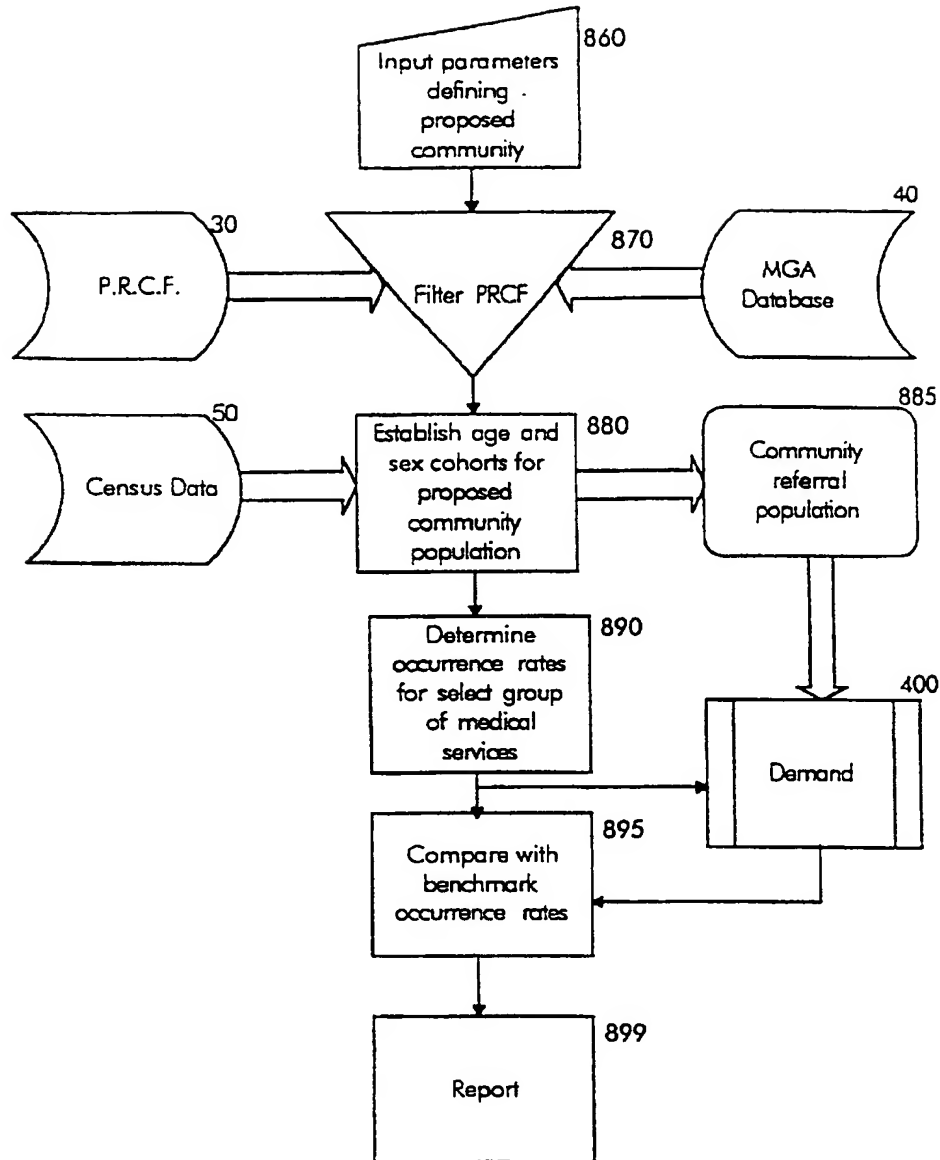 860
Input parameters
defining
proposed
community
30
P.R.C.F.
870
Filter PRCF
40
MGA
Database
50
Census Data
880
Establish age and
sex cohorts for
proposed
community
population
885
Community
referral
population
890
Determine
occurrence rates
for select group
of medical
services
400
Demand
895
Compare with
benchmark
occurrence rates
899
Report